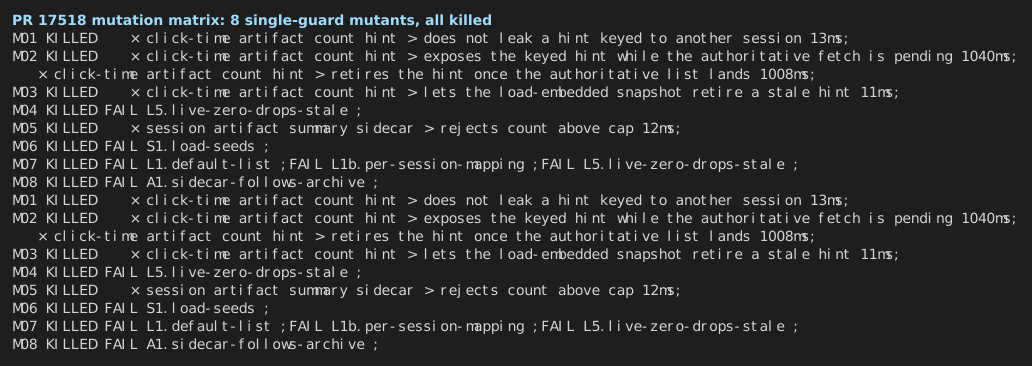 PR 17518 mutation matrix: 8 single-guard mutants, all killed
M01 KILLED × click-time artifact count hint > does not leak a hint keyed to another session 13ms;
M02 KILLED × click-time artifact count hint > exposes the keyed hint while the authoritative fetch is pending 1040ms;
× click-time artifact count hint > retires the hint once the authoritative list lands 1008ms;
M03 KILLED × click-time artifact count hint > lets the load-embedded snapshot retire a stale hint 11ms;
M04 KILLED FAIL L5.live-zero-drops-stale ;
M05 KILLED × session artifact summary sidecar > rejects count above cap 12ms;
M06 KILLED FAIL S1.load-seeds ;
M07 KILLED FAIL L1.default-list ;FAIL L1b.per-session-mapping ;FAIL L5.live-zero-drops-stale ;
M08 KILLED FAIL A1.sidecar-follows-archive ;
M01 KILLED × click-time artifact count hint > does not leak a hint keyed to another session 13ms;
M02 KILLED × click-time artifact count hint > exposes the keyed hint while the authoritative fetch is pending 1040ms;
× click-time artifact count hint > retires the hint once the authoritative list lands 1008ms;
M03 KILLED × click-time artifact count hint > lets the load-embedded snapshot retire a stale hint 11ms;
M04 KILLED FAIL L5.live-zero-drops-stale ;
M05 KILLED × session artifact summary sidecar > rejects count above cap 12ms;
M06 KILLED FAIL S1.load-seeds ;
M07 KILLED FAIL L1.default-list ;FAIL L1b.per-session-mapping ;FAIL L5.live-zero-drops-stale ;
M08 KILLED FAIL A1.sidecar-follows-archive ;